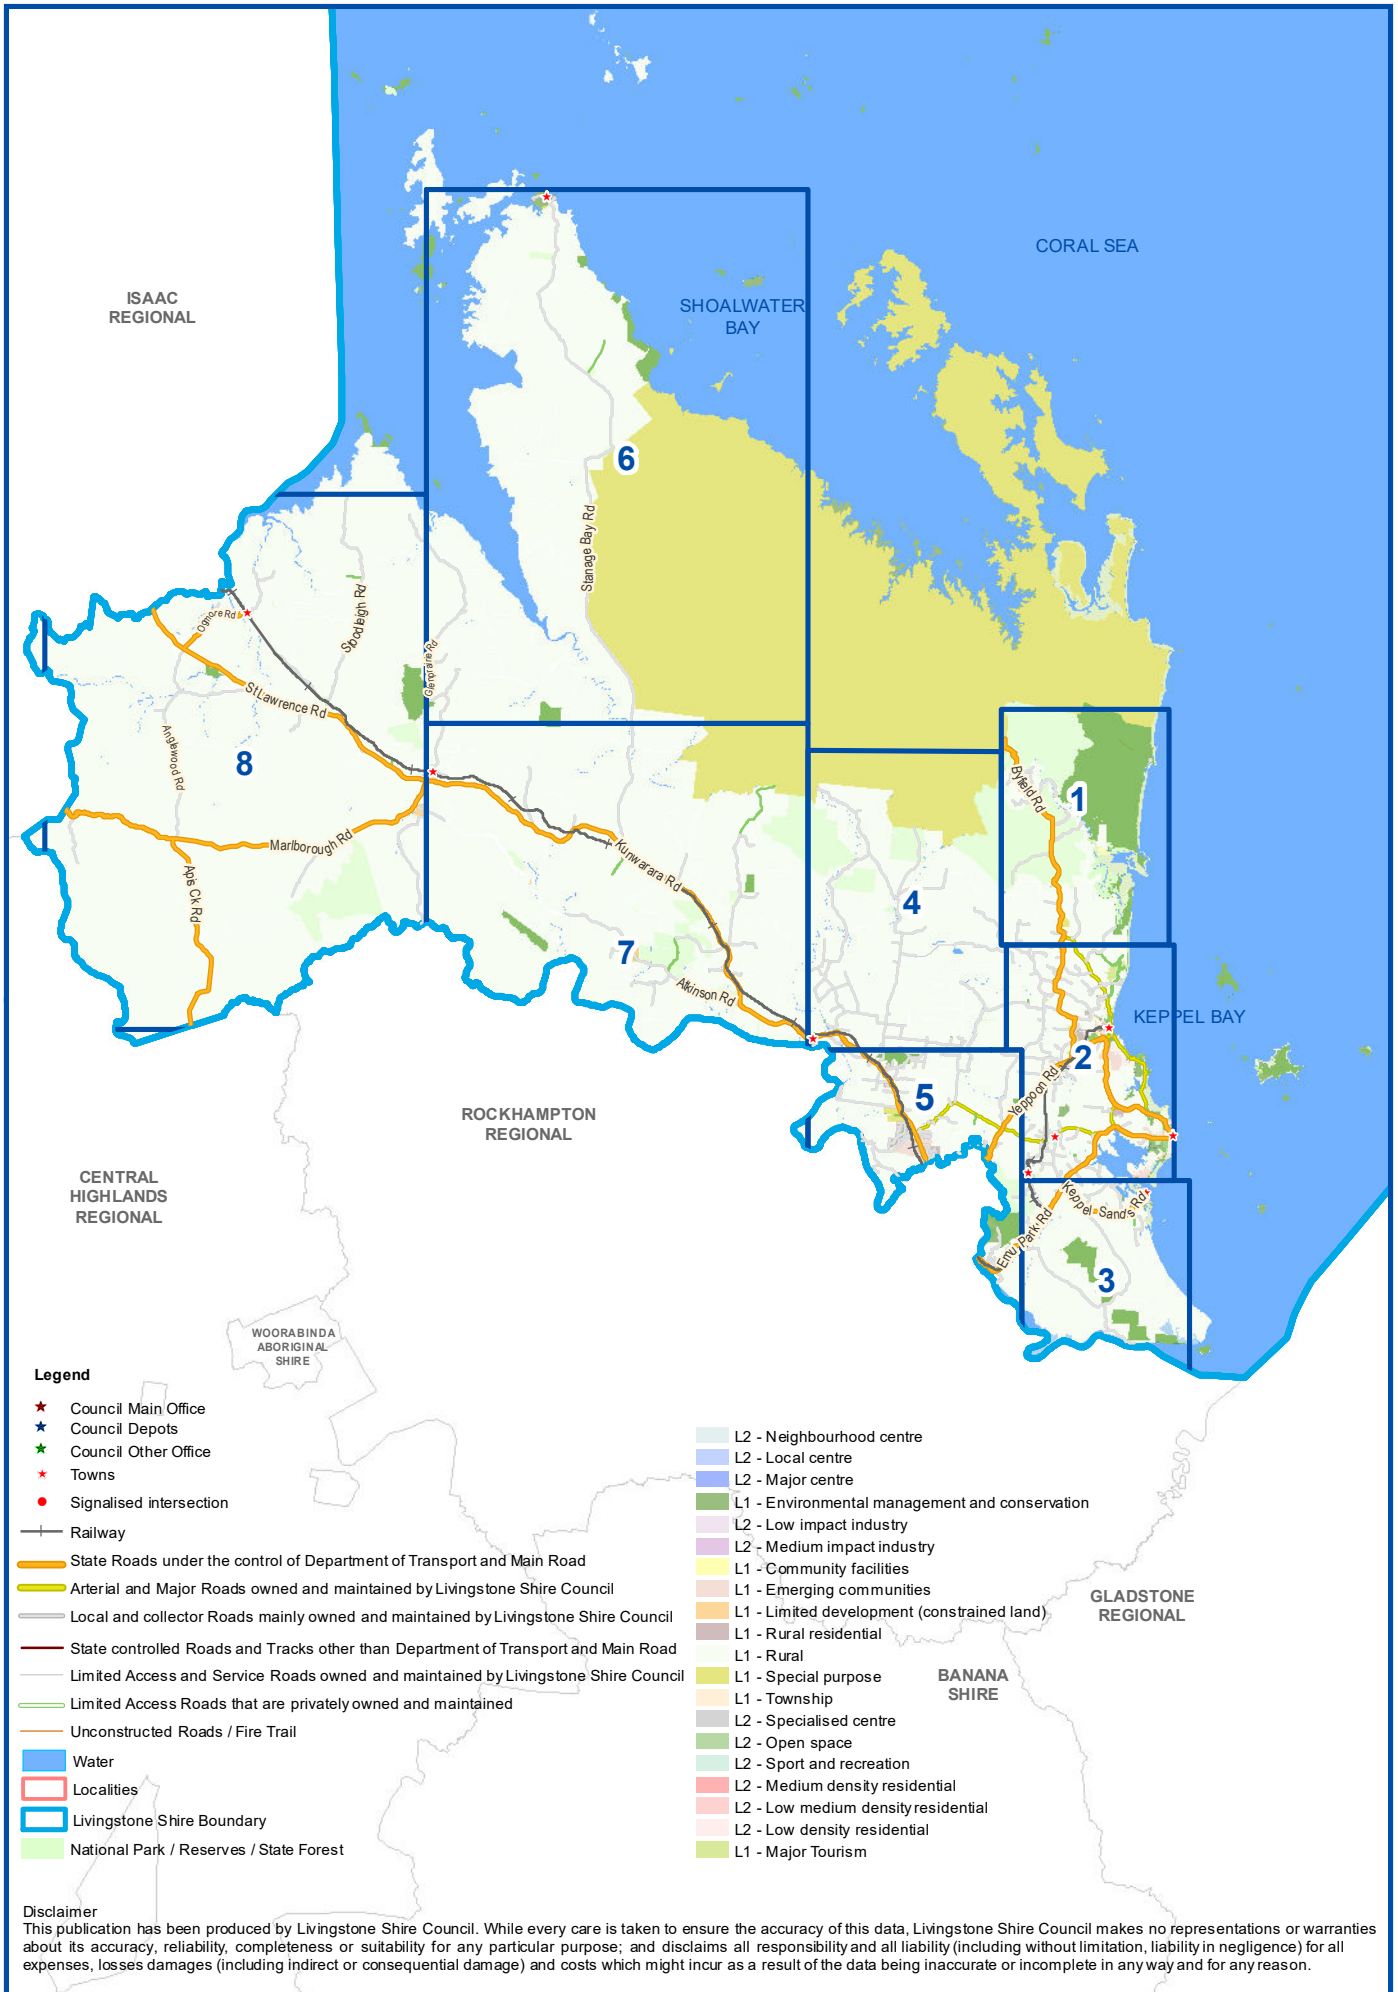 CORAL SEA
ISAAC
REGIONAL
SHOALWATER
BAY
6
Stanage Bay Rd
Ogmore Rd
Stoodleigh Rd
Glenprairie Rd
St Lawrence Rd
Anglewood Rd
8
Byfield Rd
1
Marlborough Rd
Kunwarara Rd
Apis Ck Rd
4
7
Atkinson Rd
KEPPEL BAY
2
Yeppoon Rd
5
ROCKHAMPTON
REGIONAL
CENTRAL
HIGHLANDS
REGIONAL
Keppel Sands Rd
Emu Park Rd
3
WOORABINDA
ABORIGINAL
SHIRE
Legend
Council Main Office
Council Depots
Council Other Office
Towns
Signalised intersection
Railway
State Roads under the control of Department of Transport and Main Road
Arterial and Major Roads owned and maintained by Livingstone Shire Council
Local and collector Roads mainly owned and maintained by Livingstone Shire Council
State controlled Roads and Tracks other than Department of Transport and Main Road
Limited Access and Service Roads owned and maintained by Livingstone Shire Council
Limited Access Roads that are privately owned and maintained
Unconstructed Roads / Fire Trail
Water
Localities
Livingstone Shire Boundary
National Park / Reserves / State Forest
L2 - Neighbourhood centre
L2 - Local centre
L2 - Major centre
L1 - Environmental management and conservation
L2 - Low impact industry
L2 - Medium impact industry
L1 - Community facilities
L1 - Emerging communities
L1 - Limited development (constrained land)
L1 - Rural residential
L1 - Rural
L1 - Special purpose
L1 - Township
L2 - Specialised centre
L2 - Open space
L2 - Sport and recreation
L2 - Medium density residential
L2 - Low medium density residential
L2 - Low density residential
L1 - Major Tourism
GLADSTONE
REGIONAL
BANANA
SHIRE
Disclaimer
This publication has been produced by Livingstone Shire Council. While every care is taken to ensure the accuracy of this data, Livingstone Shire Council makes no representations or warranties
about its accuracy, reliability, completeness or suitability for any particular purpose; and disclaims all responsibility and all liability (including without limitation, liability in negligence) for all
expenses, losses damages (including indirect or consequential damage) and costs which might incur as a result of the data being inaccurate or incomplete in any way and for any reason.